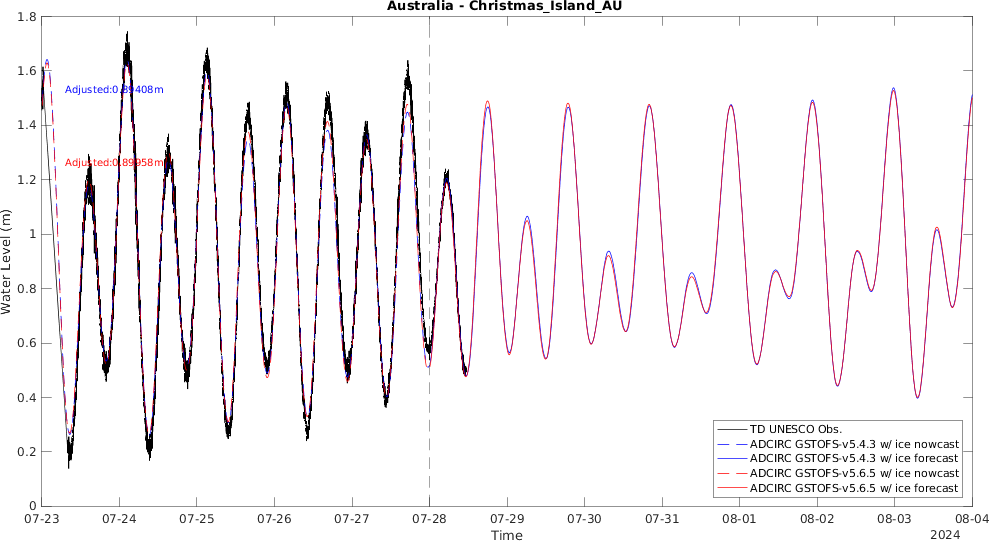 Australia - Christmas_Island_AU
Water Level (m)
1.8
1.6
1.4
1.2
1
0.8
0.6
0.4
0.2
0
Adjusted:0.89408m
Adjusted:0.89958m
TD UNESCO Obs.
ADCIRC GSTOFS-v5.4.3 w/ ice nowcast
ADCIRC GSTOFS-v5.4.3 w/ ice forecast
ADCIRC GSTOFS-v5.6.5 w/ ice nowcast
ADCIRC GSTOFS-v5.6.5 w/ ice forecast
07-23 07-24 07-25 07-26 07-27 07-28 07-29 07-30 07-31 08-01 08-02 08-03 08-04
Time
2024